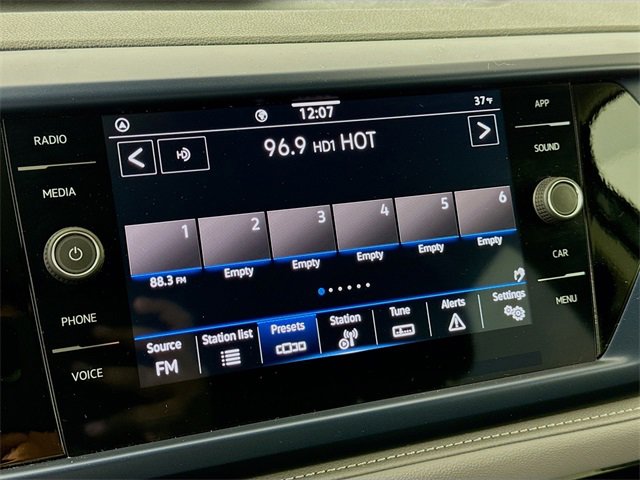 RADIO
MEDIA
PHONE
VOICE
12:07
37°F
96.9 HD1 HOT
1 2 3 4 5 6
88.3 FM Empty Empty Empty Empty Empty
Source Station list Presets Station Tune Alerts Settings
FM
APP
SOUND
CAR
MENU